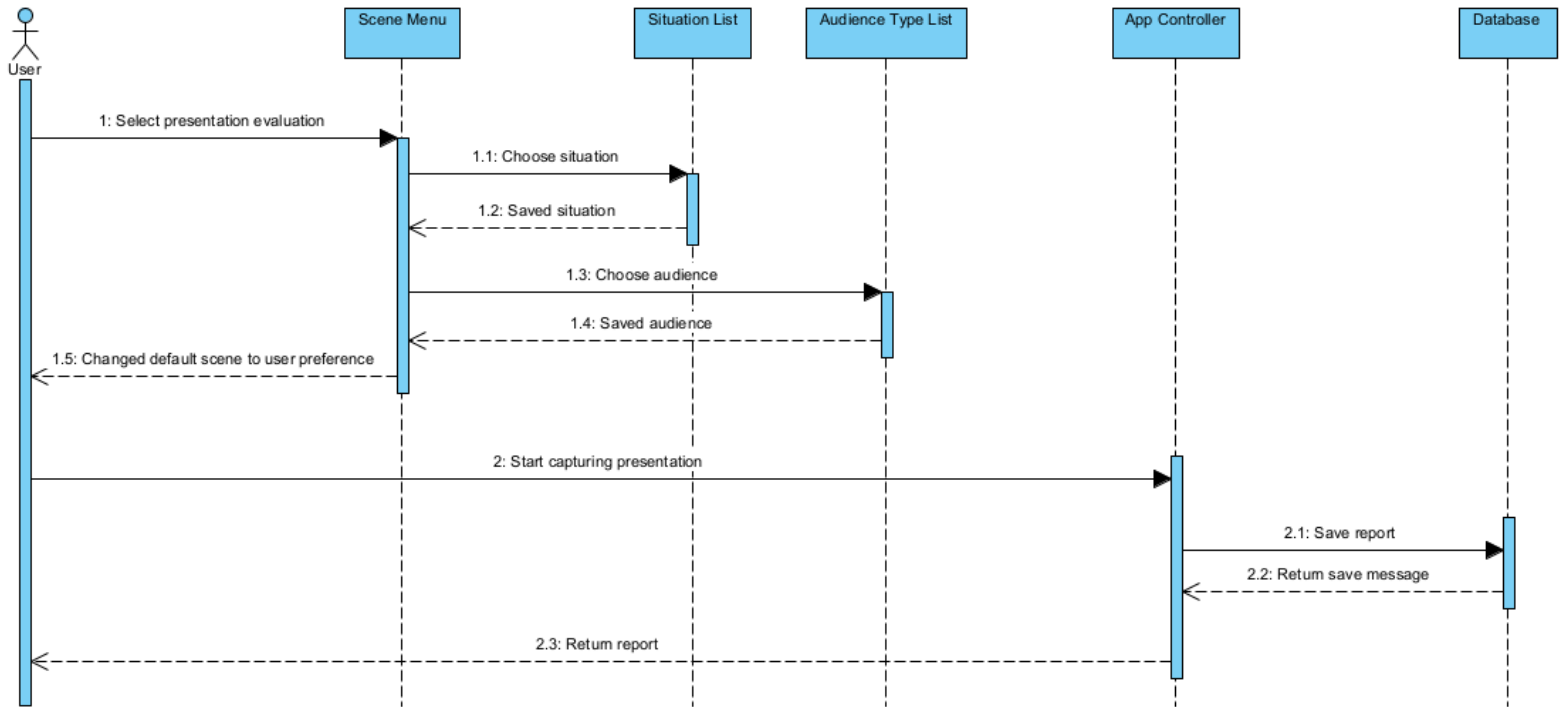 Scene Menu
Situation List
Audience Type List
App Controller
Database
User
1: Select presentation evaluation
1.1: Choose situation
1.2: Saved situation
1.3: Choose audience
1.4: Saved audience
1.5: Changed default scene to user preference
2: Start capturing presentation
2.1: Save report
2.2: Return save message
2.3: Return report